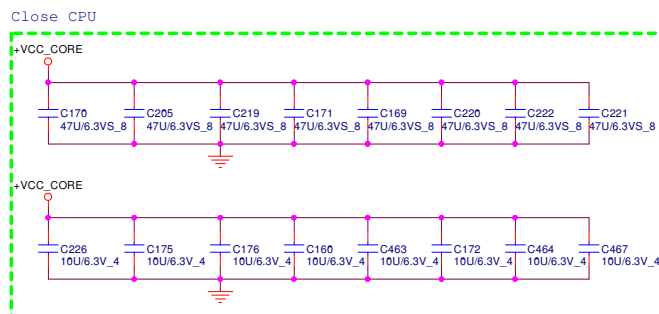 Close CPU
+VCC_CORE
C170 C205 C219 C171 C169 C220 C222 C221
47U/6.3VS_8 47U/6.3VS_8 47U/6.3VS_8 47U/6.3VS_8 47U/6.3VS_8 47U/6.3VS_8 47U/6.3VS_8 47U/6.3VS_8
+VCC_CORE
C226 C175 C176 C160 C463 C172 C464 C467
10U/6.3V_4 10U/6.3V_4 10U/6.3V_4 10U/6.3V_4 10U/6.3V_4 10U/6.3V_4 10U/6.3V_4 10U/6.3V_4